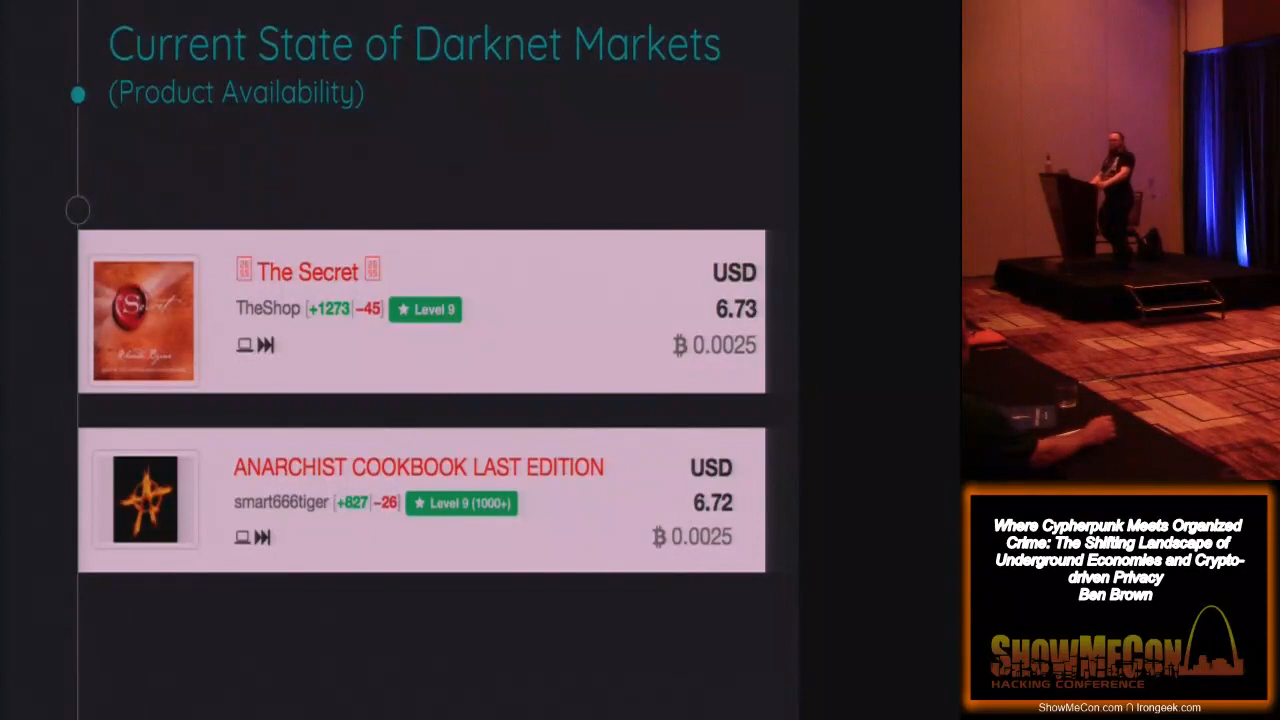 Current State of Darknet Markets
(Product Availability)
The Secret
USD
TheShop [+1273|-45] ★ Level 9
6.73
₿ 0.0025
ANARCHIST COOKBOOK LAST EDITION
USD
smart666tiger [+827|-26] ★ Level 9 (1000+)
6.72
₿ 0.0025
Where Cypherpunk Meets Organized
Crime: The Shifting Landscape of
Underground Economies and Crypto-
driven Privacy
Ben Brown
SHOWMECON
HACKING CONFERENCE
ShowMeCon.com ∩ Irongeek.com